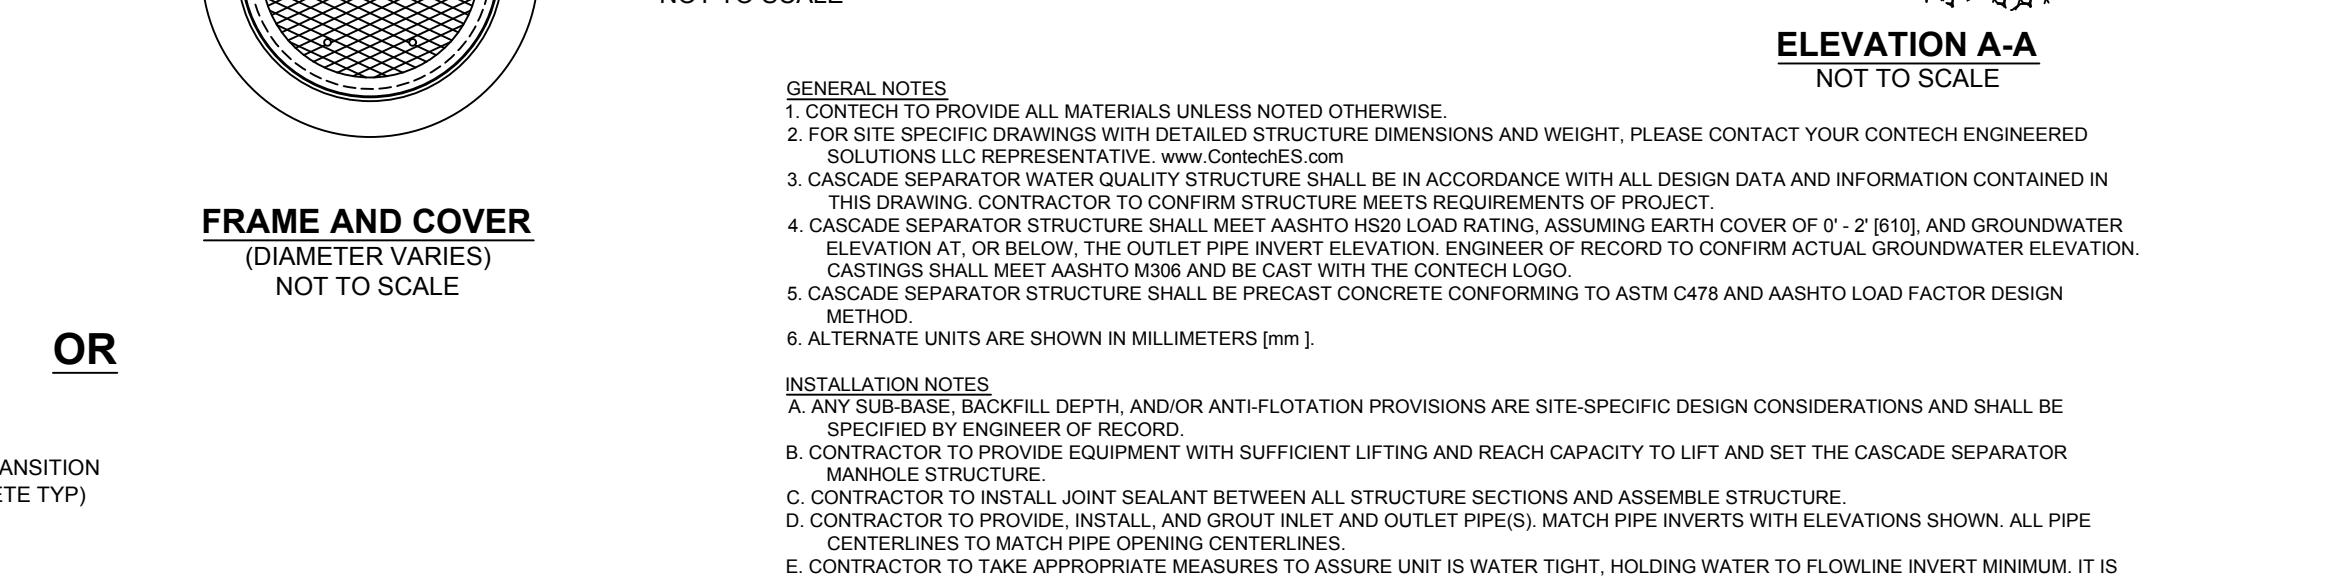 NOT TO SCALE
ELEVATION A-A
NOT TO SCALE
FRAME AND COVER
(DIAMETER VARIES)
NOT TO SCALE
OR
ANSITION
ETE TYP)
GENERAL NOTES
1. CONTECH TO PROVIDE ALL MATERIALS UNLESS NOTED OTHERWISE.
2. FOR SITE SPECIFIC DRAWINGS WITH DETAILED STRUCTURE DIMENSIONS AND WEIGHT, PLEASE CONTACT YOUR CONTECH ENGINEERED
SOLUTIONS LLC REPRESENTATIVE. www.ContechES.com
3. CASCADE SEPARATOR WATER QUALITY STRUCTURE SHALL BE IN ACCORDANCE WITH ALL DESIGN DATA AND INFORMATION CONTAINED IN
THIS DRAWING. CONTRACTOR TO CONFIRM STRUCTURE MEETS REQUIREMENTS OF PROJECT.
4. CASCADE SEPARATOR STRUCTURE SHALL MEET AASHTO HS20 LOAD RATING, ASSUMING EARTH COVER OF 0' - 2' [610], AND GROUNDWATER
ELEVATION AT, OR BELOW, THE OUTLET PIPE INVERT ELEVATION. ENGINEER OF RECORD TO CONFIRM ACTUAL GROUNDWATER ELEVATION.
CASTINGS SHALL MEET AASHTO M306 AND BE CAST WITH THE CONTECH LOGO.
5. CASCADE SEPARATOR STRUCTURE SHALL BE PRECAST CONCRETE CONFORMING TO ASTM C478 AND AASHTO LOAD FACTOR DESIGN
METHOD.
6. ALTERNATE UNITS ARE SHOWN IN MILLIMETERS [mm ].
INSTALLATION NOTES
A. ANY SUB-BASE, BACKFILL DEPTH, AND/OR ANTI-FLOTATION PROVISIONS ARE SITE-SPECIFIC DESIGN CONSIDERATIONS AND SHALL BE
SPECIFIED BY ENGINEER OF RECORD.
B. CONTRACTOR TO PROVIDE EQUIPMENT WITH SUFFICIENT LIFTING AND REACH CAPACITY TO LIFT AND SET THE CASCADE SEPARATOR
MANHOLE STRUCTURE.
C. CONTRACTOR TO INSTALL JOINT SEALANT BETWEEN ALL STRUCTURE SECTIONS AND ASSEMBLE STRUCTURE.
D. CONTRACTOR TO PROVIDE, INSTALL, AND GROUT INLET AND OUTLET PIPE(S). MATCH PIPE INVERTS WITH ELEVATIONS SHOWN. ALL PIPE
CENTERLINES TO MATCH PIPE OPENING CENTERLINES.
E. CONTRACTOR TO TAKE APPROPRIATE MEASURES TO ASSURE UNIT IS WATER TIGHT, HOLDING WATER TO FLOWLINE INVERT MINIMUM. IT IS